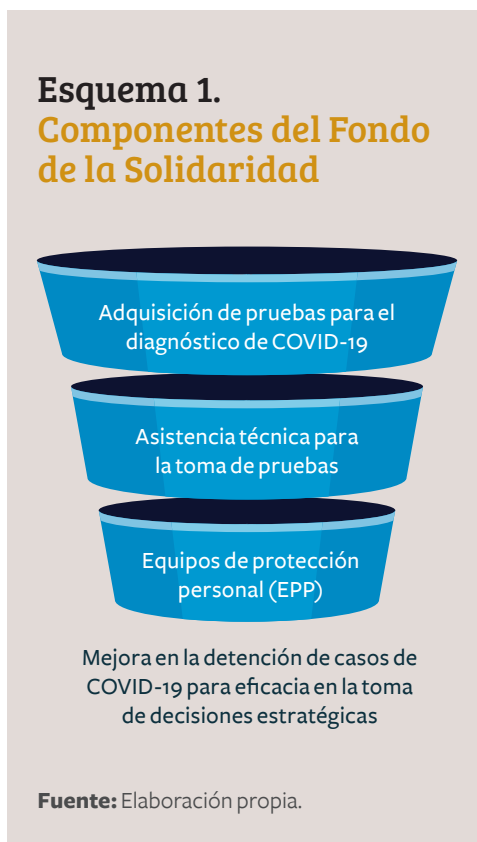 Esquema 1.
Componentes del Fondo
de la Solidaridad
Adquisición de pruebas para el
diagnóstico de COVID-19
Asistencia técnica para
la toma de pruebas
Equipos de protección
personal (EPP)
Mejora en la detención de casos de
COVID-19 para eficacia en la toma
de decisiones estratégicas
Fuente: Elaboración propia.